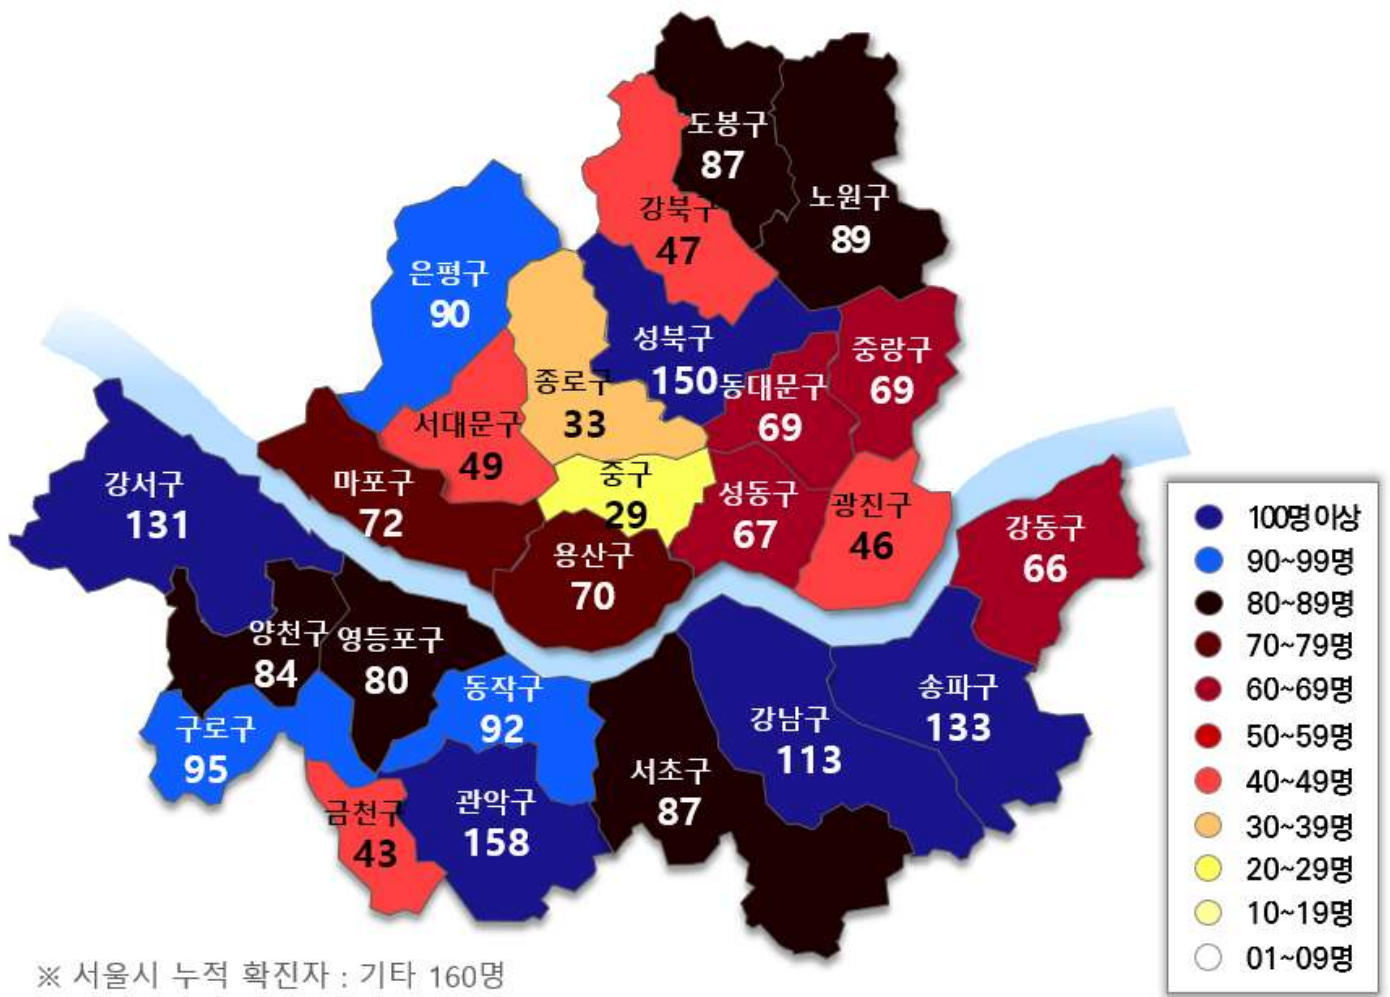 도봉구
87
노원구
89
강북구
47
은평구
90
성북구
150
중랑구
69
종로구
33
동대문구
69
서대문구
49
강서구
131
마포구
72
중구
29
성동구
67
광진구
46
강동구
66
용산구
70
양천구
84
영등포구
80
동작구
92
구로구
95
강남구
113
송파구
133
서초구
87
관악구
158
금천구
43
100명 이상
90~99명
80~89명
70~79명
60~69명
50~59명
40~49명
30~39명
20~29명
10~19명
01~09명
※ 서울시 누적 확진자 : 기타 160명